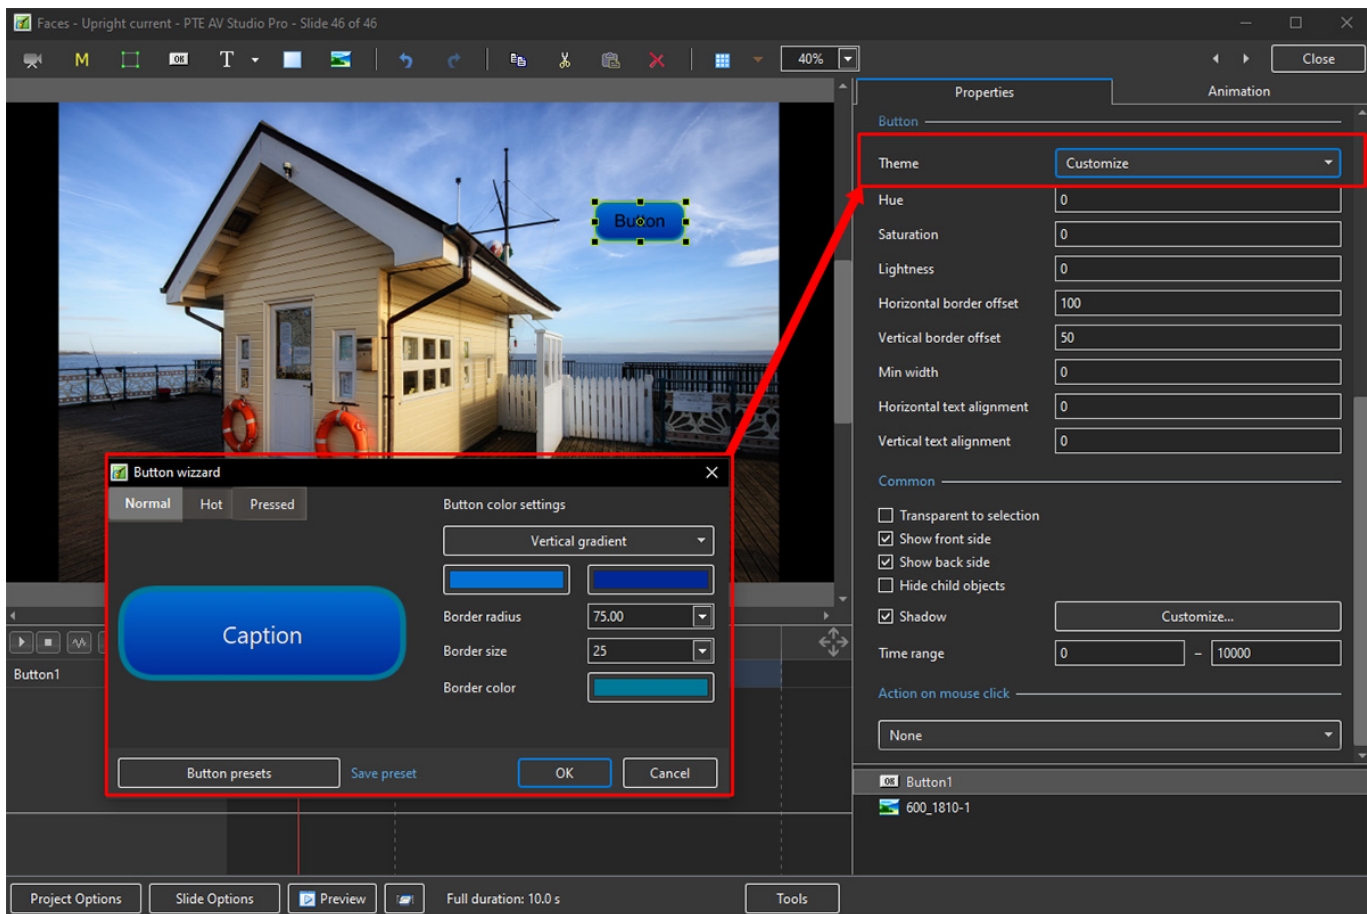 Faces - Upright current - PTE AV Studio Pro - Slide 46 of 46
M OK T 40% Close
Properties Animation
Button
Theme Customize
Hue 0
Saturation 0
Lightness 0
Horizontal border offset 100
Vertical border offset 50
Min width 0
Horizontal text alignment 0
Vertical text alignment 0
Common
Transparent to selection
Show front side
Show back side
Hide child objects
Shadow Customize...
Time range 0 – 10000
Action on mouse click
None
OK Button1
600_1810-1
Button
Button wizzard
Normal Hot Pressed
Caption
Button color settings
Vertical gradient
Border radius 75.00
Border size 25
Border color
Button presets Save preset OK Cancel
Button1
Project Options Slide Options Preview Full duration: 10.0 s Tools